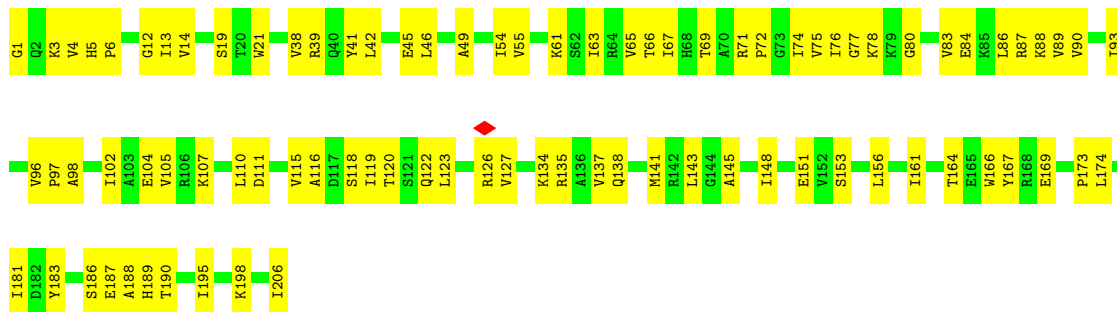 G1 Q2 K3 V4 H5 P6 G12 I13 V14 S19 T20 W21 V38 R39 Q40 Y41 L42 E45 L46 A49 I54 V55 K61 S62 I63 R64 V65 T66 I67 H68 T69 A70 R71 P72 G73 I74 V75 I76 G77 K78 K79 G80 V83 E84 K85 L86 R87 K88 V89 V90 I93
V96 P97 A98 I102 A103 E104 V105 R106 K107 L110 D111 V115 A116 D117 S118 I119 T120 S121 Q122 L123 R126 V127 K134 R135 A136 V137 Q138 M141 R142 L143 G144 A145 I148 E151 V152 S153 L156 I161 T164 E165 W166 Y167 R168 E169 P173 L174
I181 D182 Y183 S186 E187 A188 H189 T190 I195 K198 I206